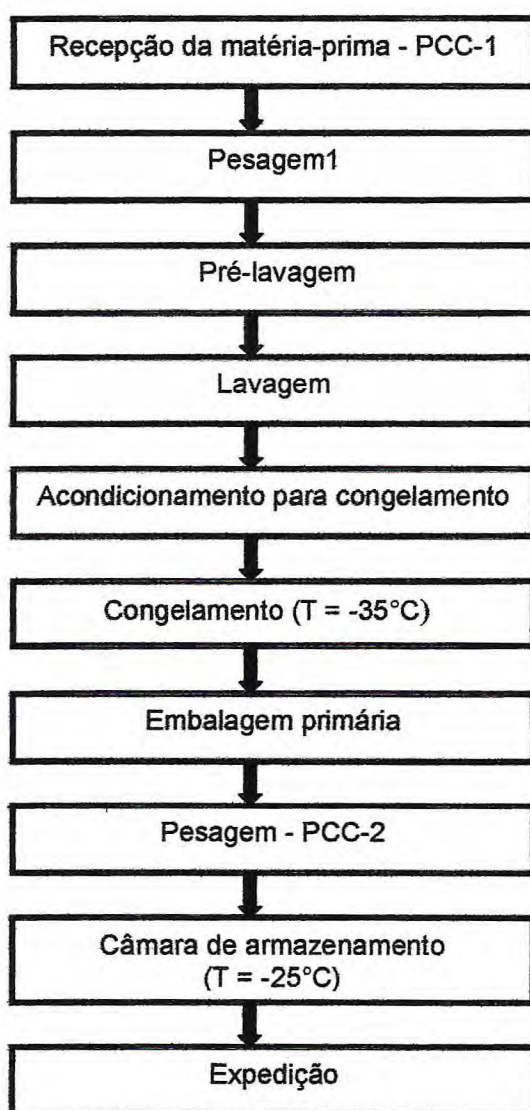 Recepção da matéria-prima - PCC-1
Pesagem1
Pré-lavagem
Lavagem
Acondicionamento para congelamento
Congelamento (T = -35°C)
Embalagem primária
Pesagem - PCC-2
Câmara de armazenamento
(T = -25°C)
Expedição